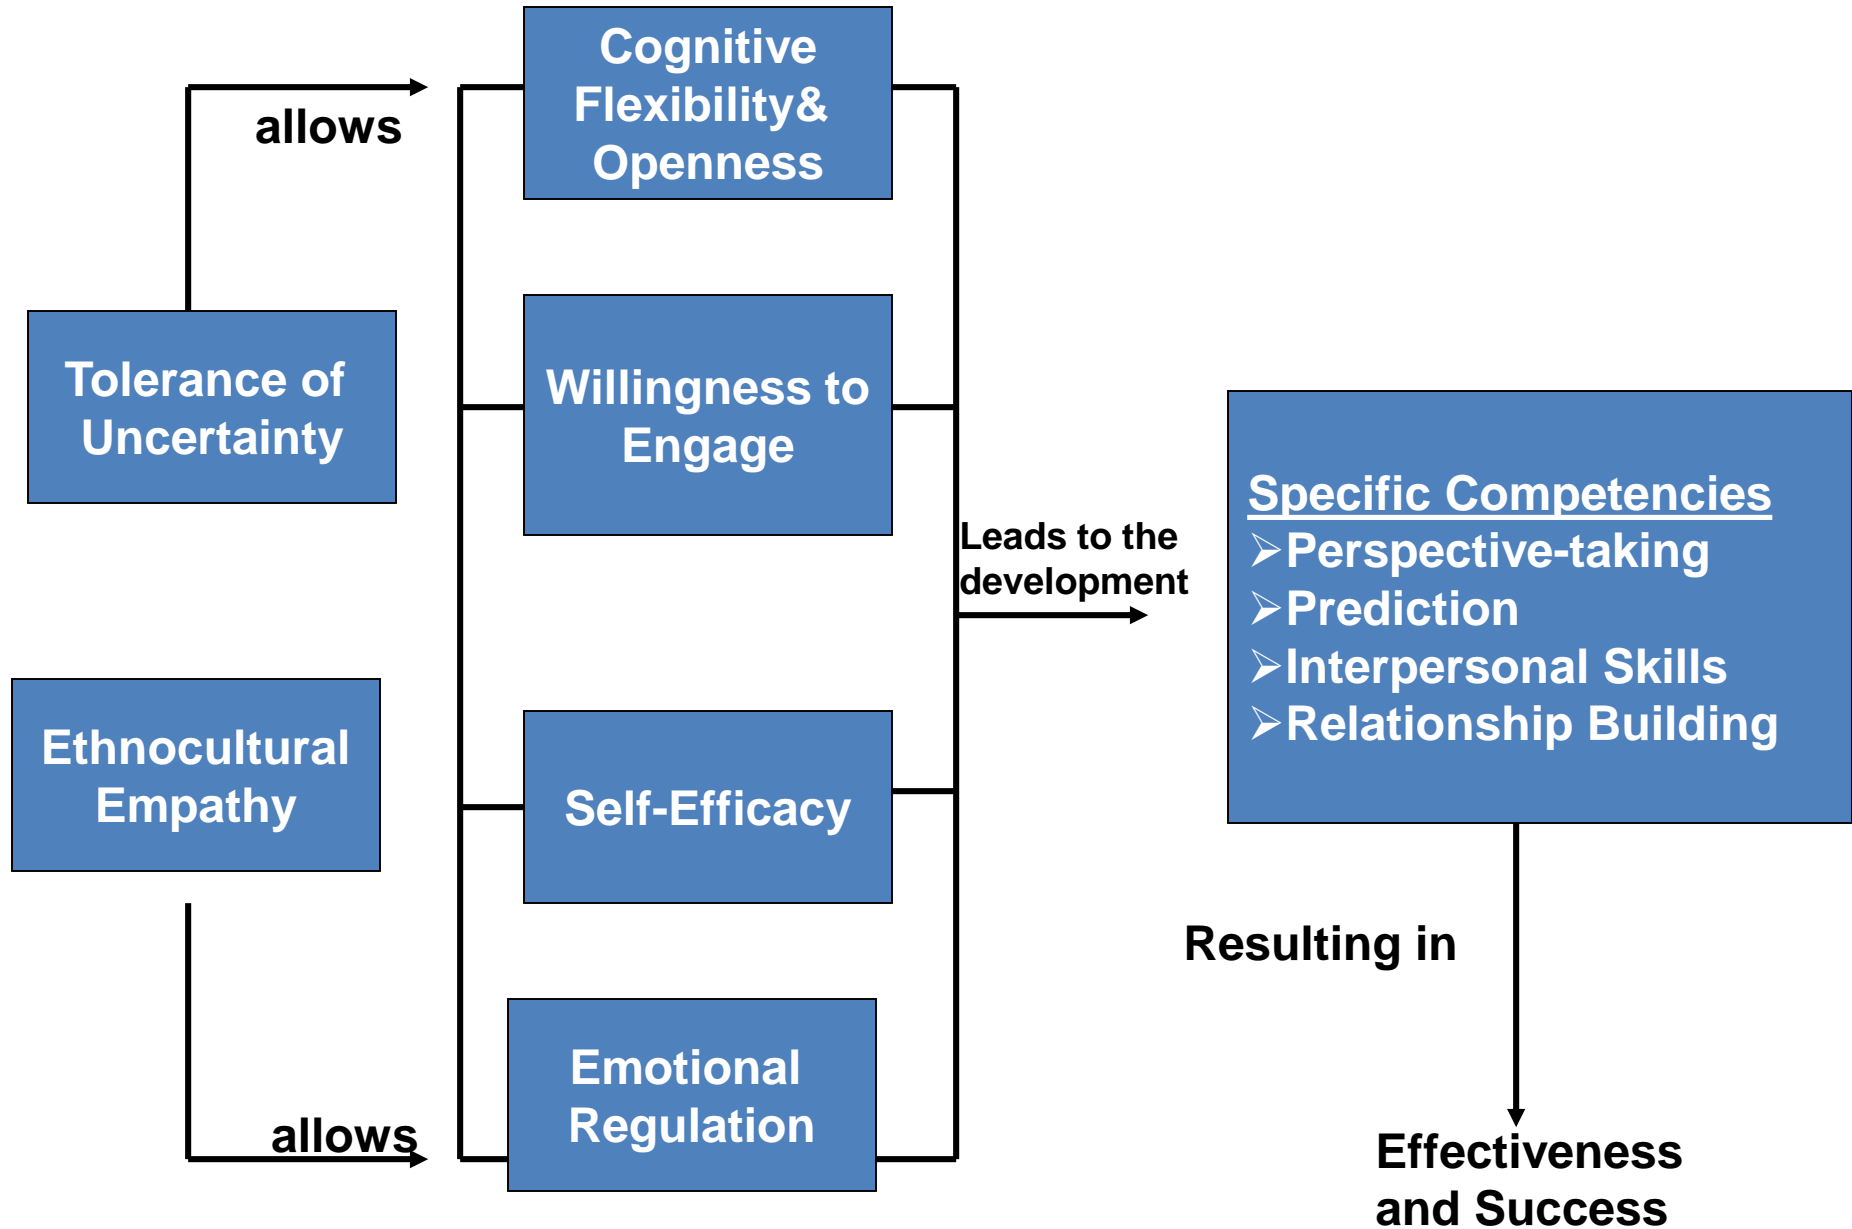 Cognitive
Flexibility&
Openness
allows
Tolerance of
Uncertainty
Willingness to
Engage
Leads to the
development
Specific Competencies
➢Perspective-taking
➢Prediction
➢Interpersonal Skills
➢Relationship Building
Ethnocultural
Empathy
Self-Efficacy
Resulting in
Emotional
Regulation
allows
Effectiveness
and Success